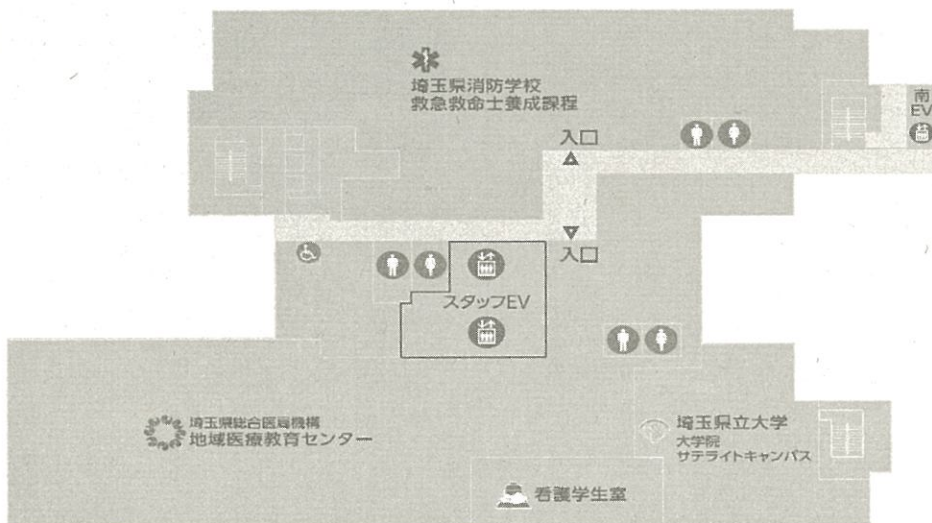 埼玉県消防学校
救急救命士養成課程
南
EV
入口
入口
スタッフEV
埼玉県総合医局機構
地域医療教育センター
埼玉県立大学
大学院
サテライトキャンパス
看護学生室